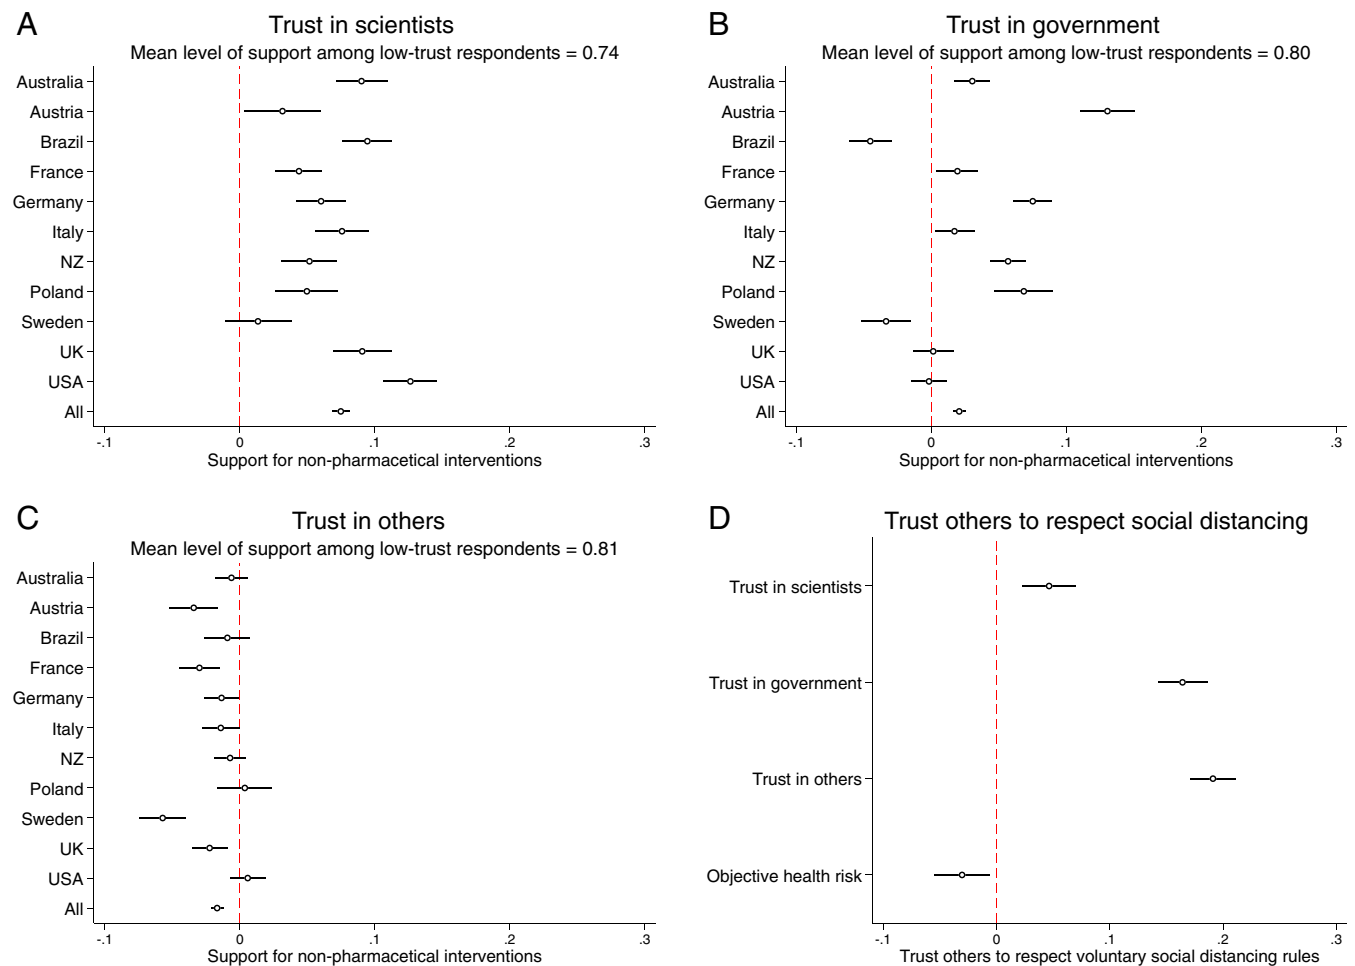 A
Trust in scientists
Mean level of support among low-trust respondents = 0.74
Australia
Austria
Brazil
France
Germany
Italy
NZ
Poland
Sweden
UK
USA
All
-.1 0 .1 .2 .3
Support for non-pharmacetical interventions
B
Trust in government
Mean level of support among low-trust respondents = 0.80
Australia
Austria
Brazil
France
Germany
Italy
NZ
Poland
Sweden
UK
USA
All
-.1 0 .1 .2 .3
Support for non-pharmacetical interventions
C
Trust in others
Mean level of support among low-trust respondents = 0.81
Australia
Austria
Brazil
France
Germany
Italy
NZ
Poland
Sweden
UK
USA
All
-.1 0 .1 .2 .3
Support for non-pharmacetical interventions
D
Trust others to respect social distancing
Trust in scientists
Trust in government
Trust in others
Objective health risk
-.1 0 .1 .2 .3
Trust others to respect voluntary social distancing rules